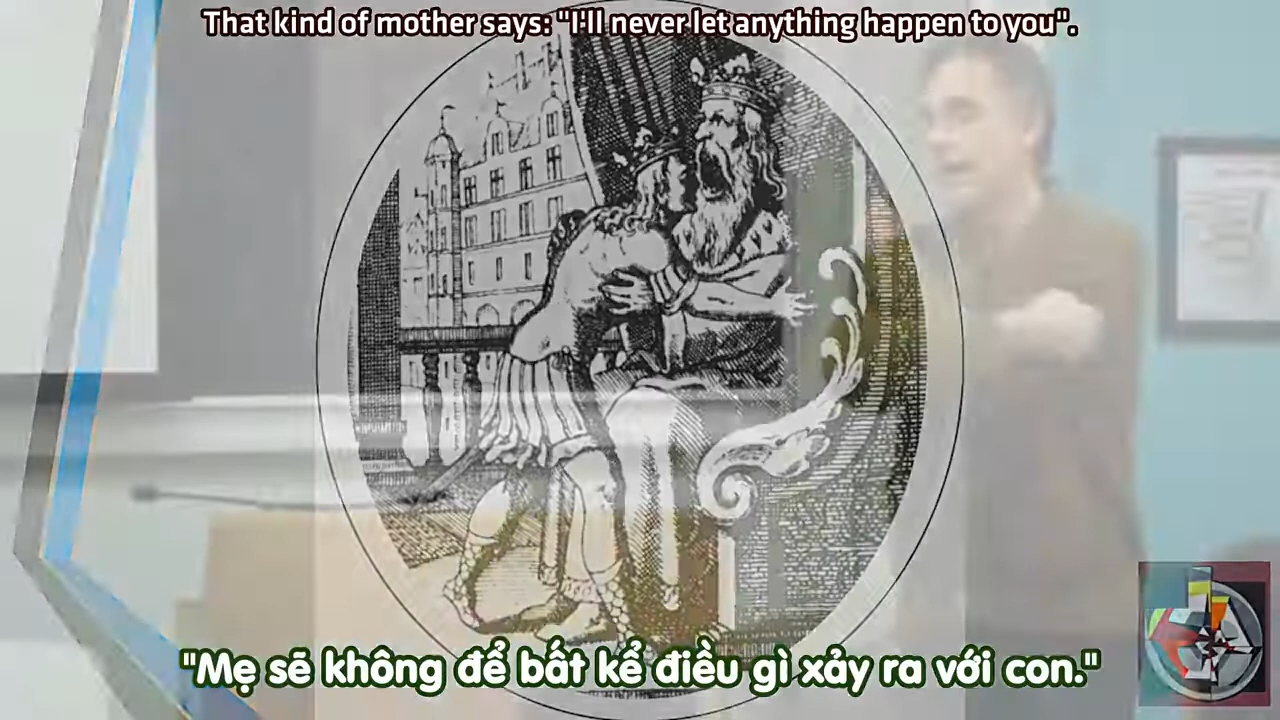 That kind of mother says: "I'll never let anything happen to you".
"Mẹ sẽ không để bất kể điều gì xảy ra với con."